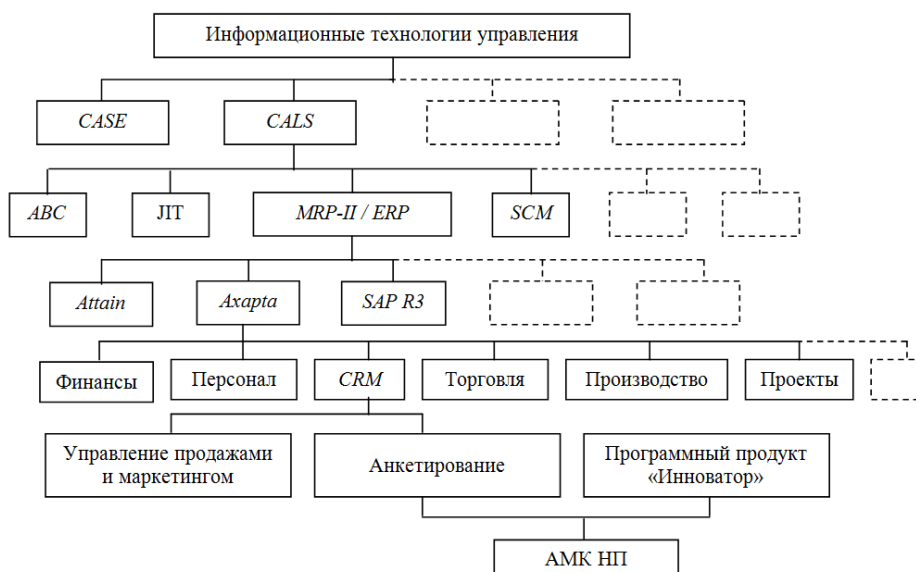 Информационные технологии управления
CASE
CALS
ABC
JIT
MRP-II / ERP
SCM
Attain
Axapta
SAP R3
Финансы
Персонал
CRM
Торговля
Производство
Проекты
Управление продажами
и маркетингом
Анкетирование
Программный продукт
«Инноватор»
АМК НП